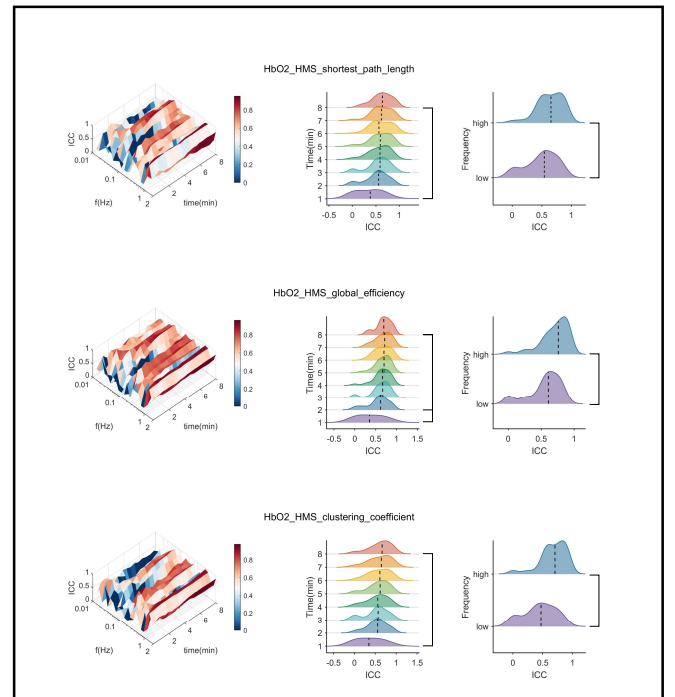 HbO2_HMS_shortest_path_length
ICC
1
0.5
0
0.01
0.1
1
2
f(Hz)
2
4
6
8
time(min)
0.8
0.6
0.4
0.2
0
Time(min)
8
7
6
5
4
3
2
1
-0.5 0 0.5 1
ICC
Frequency
high
low
0 0.5 1
ICC
HbO2_HMS_global_efficiency
ICC
1
0.5
0
0.01
0.1
1
2
f(Hz)
2
4
6
8
time(min)
0.8
0.6
0.4
0.2
0
Time(min)
8
7
6
5
4
3
2
1
-0.5 0 0.5 1 1.5
ICC
Frequency
high
low
0 0.5 1
ICC
HbO2_HMS_clustering_coefficient
ICC
1
0.5
0
0.01
0.1
1
2
f(Hz)
2
4
6
8
time(min)
0.8
0.6
0.4
0.2
0
Time(min)
8
7
6
5
4
3
2
1
-0.5 0 0.5 1 1.5
ICC
Frequency
high
low
0 0.5 1
ICC